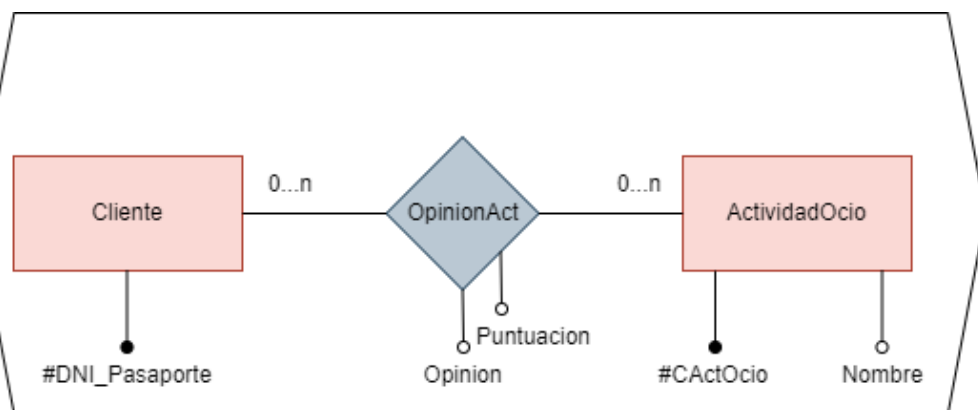 0...n
0...n
Cliente
OpinionAct
ActividadOcio
Puntuacion
#DNI_Pasaporte
Opinion
#CActOcio
Nombre